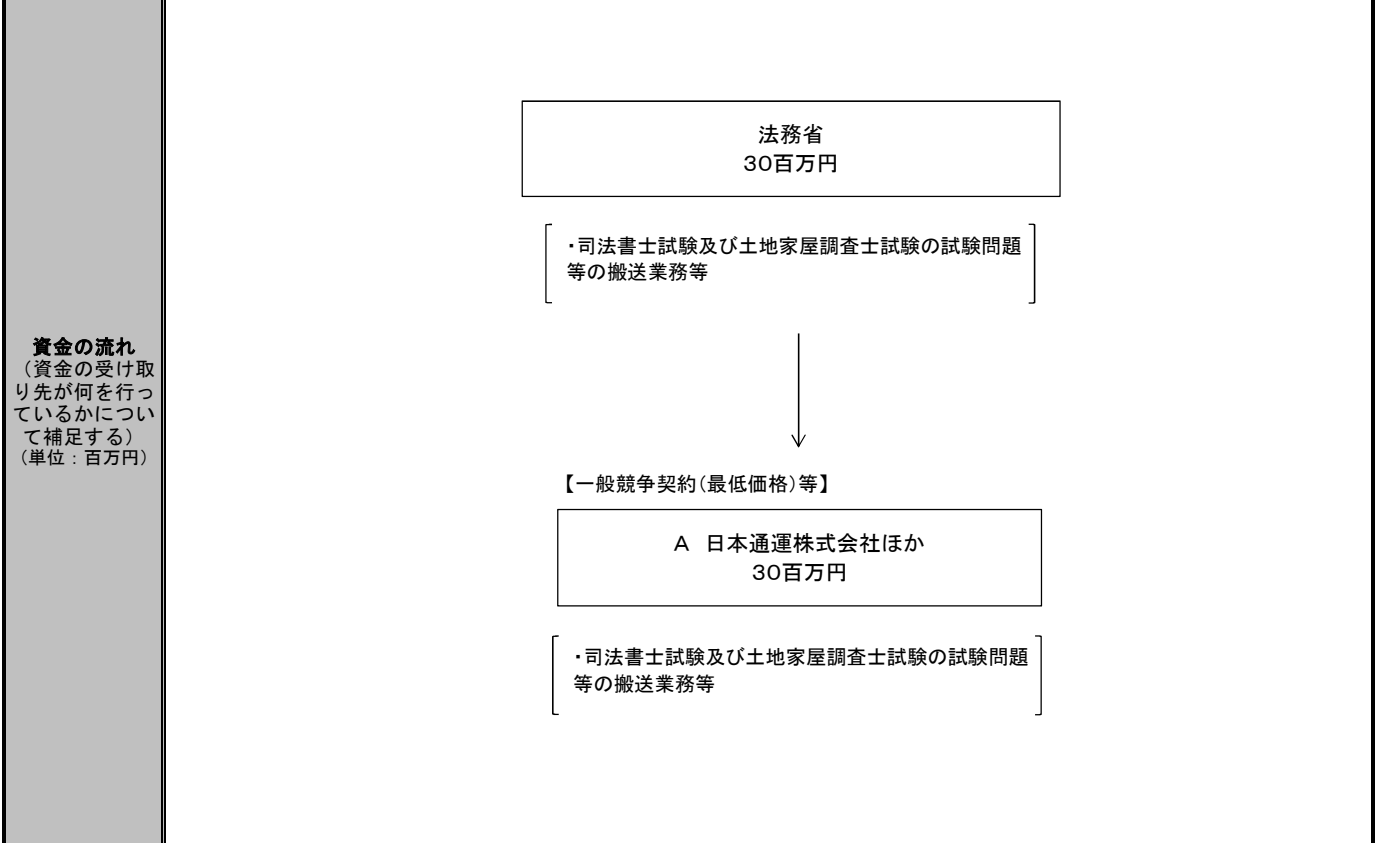 資金の流れ
（資金の受け取
り先が何を行っ
ているかについ
て補足する）
（単位：百万円）
法務省
30百万円
・司法書士試験及び土地家屋調査士試験の試験問題
等の搬送業務等
【一般競争契約（最低価格）等】
Ａ　日本通運株式会社ほか
30百万円
・司法書士試験及び土地家屋調査士試験の試験問題
等の搬送業務等